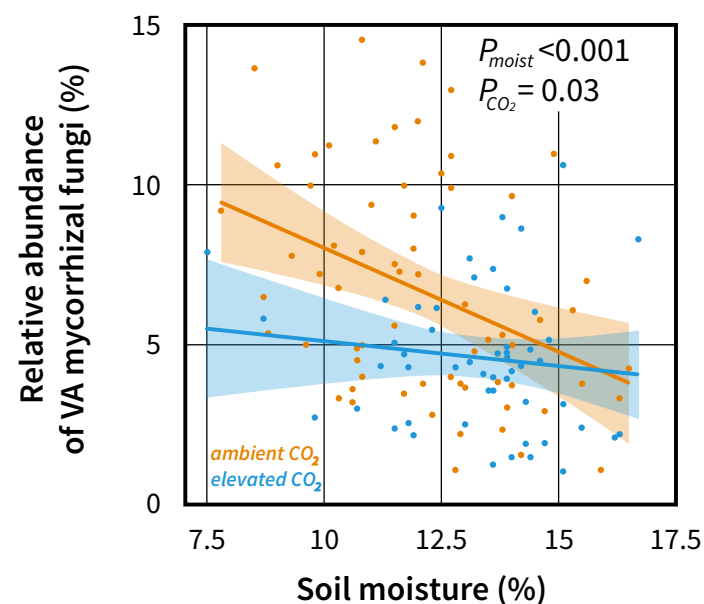 15
10
5
0
Relative abundance
of VA mycorrhizal fungi (%)
P_moist <0.001
P_CO₂ = 0.03
ambient CO₂
elevated CO₂
7.5 10 12.5 15 17.5
Soil moisture (%)